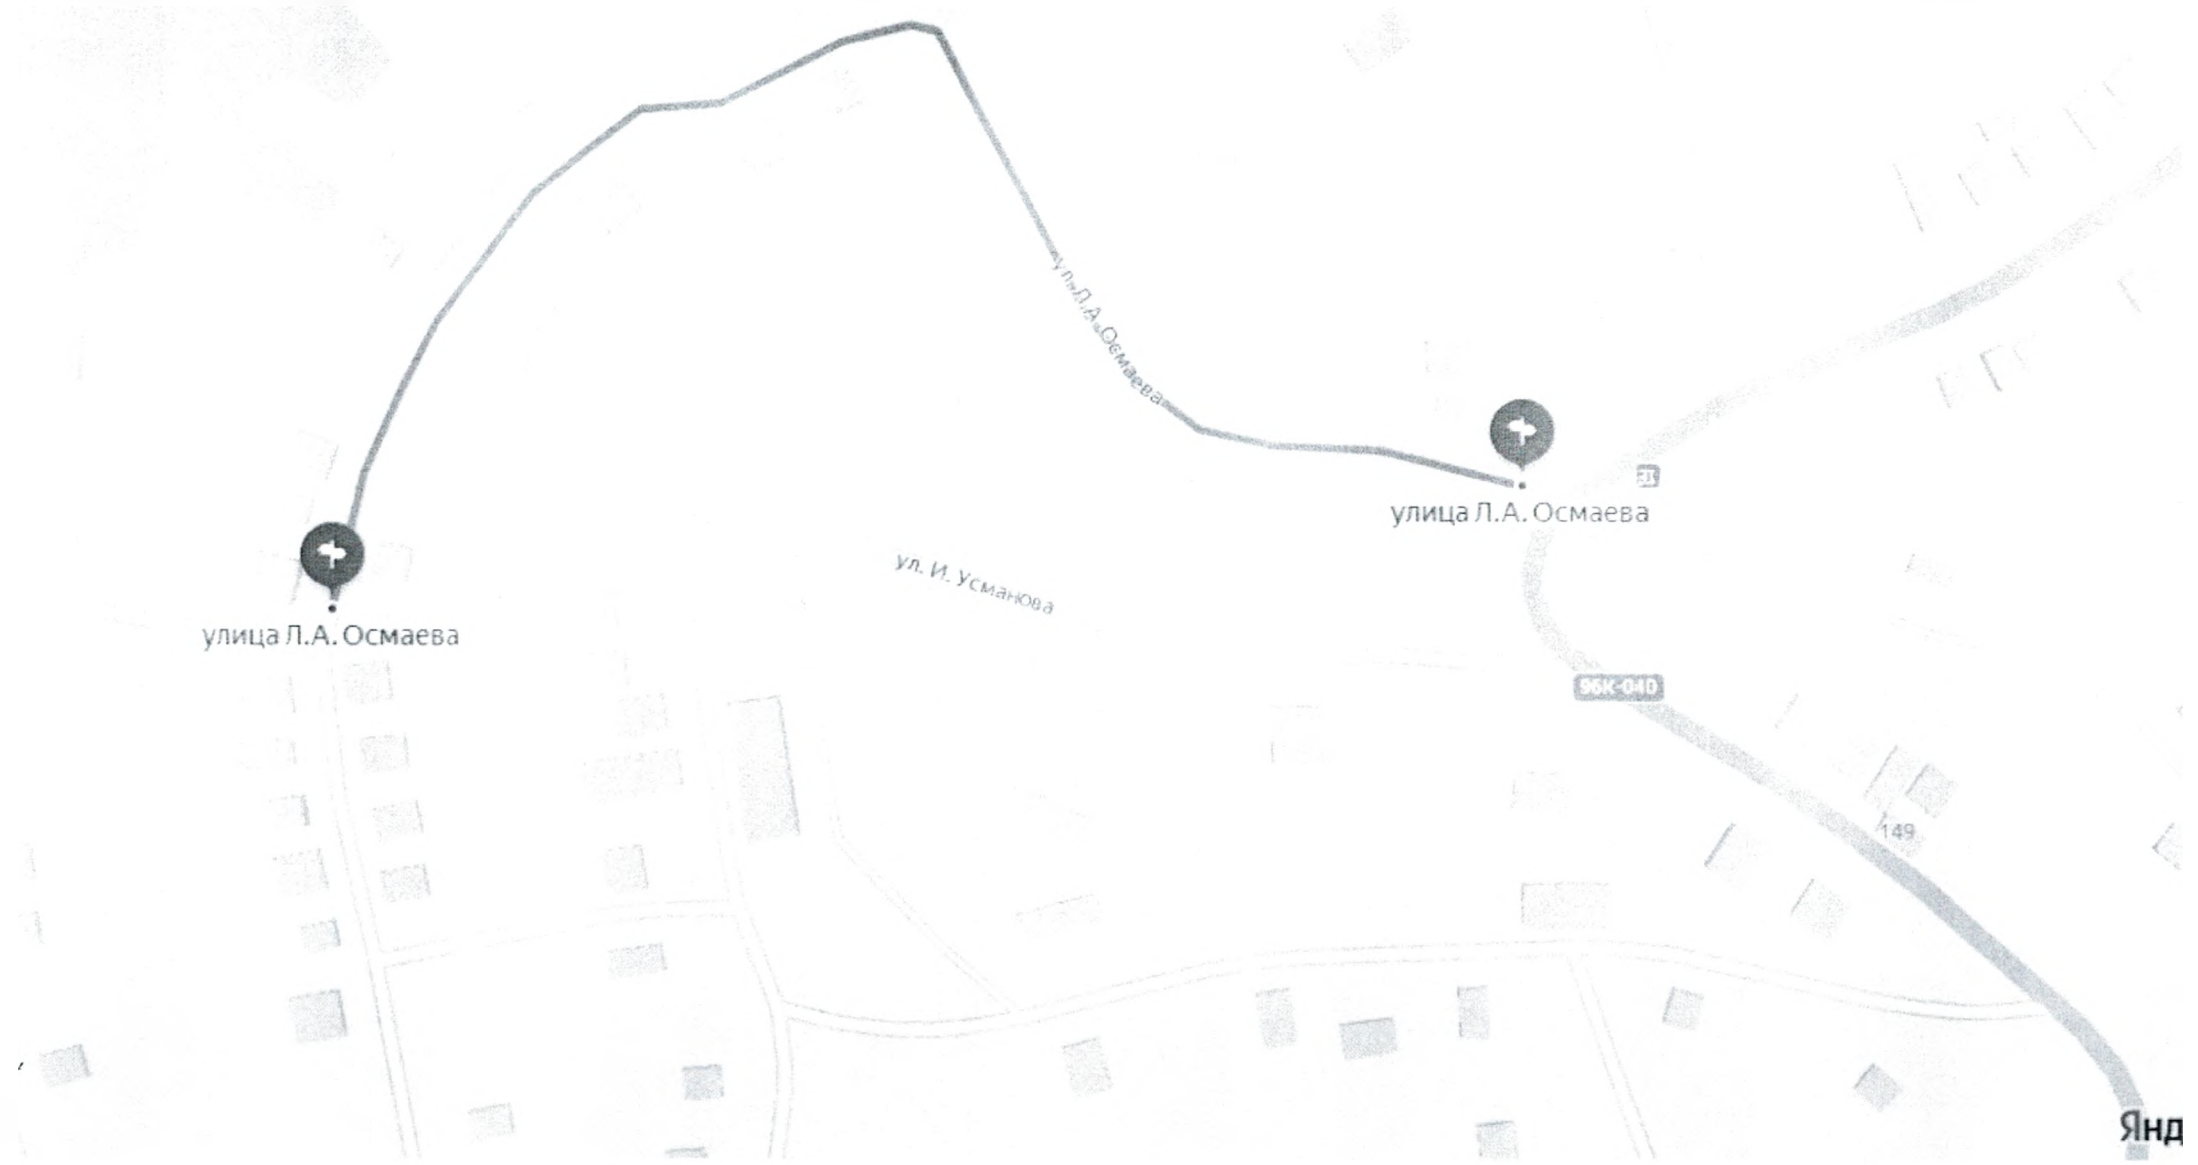 ул. Л.А. Осмаева
улица Л.А. Осмаева
ул. И. Усманова
улица Л.А. Осмаева
96К-040
149
Янд